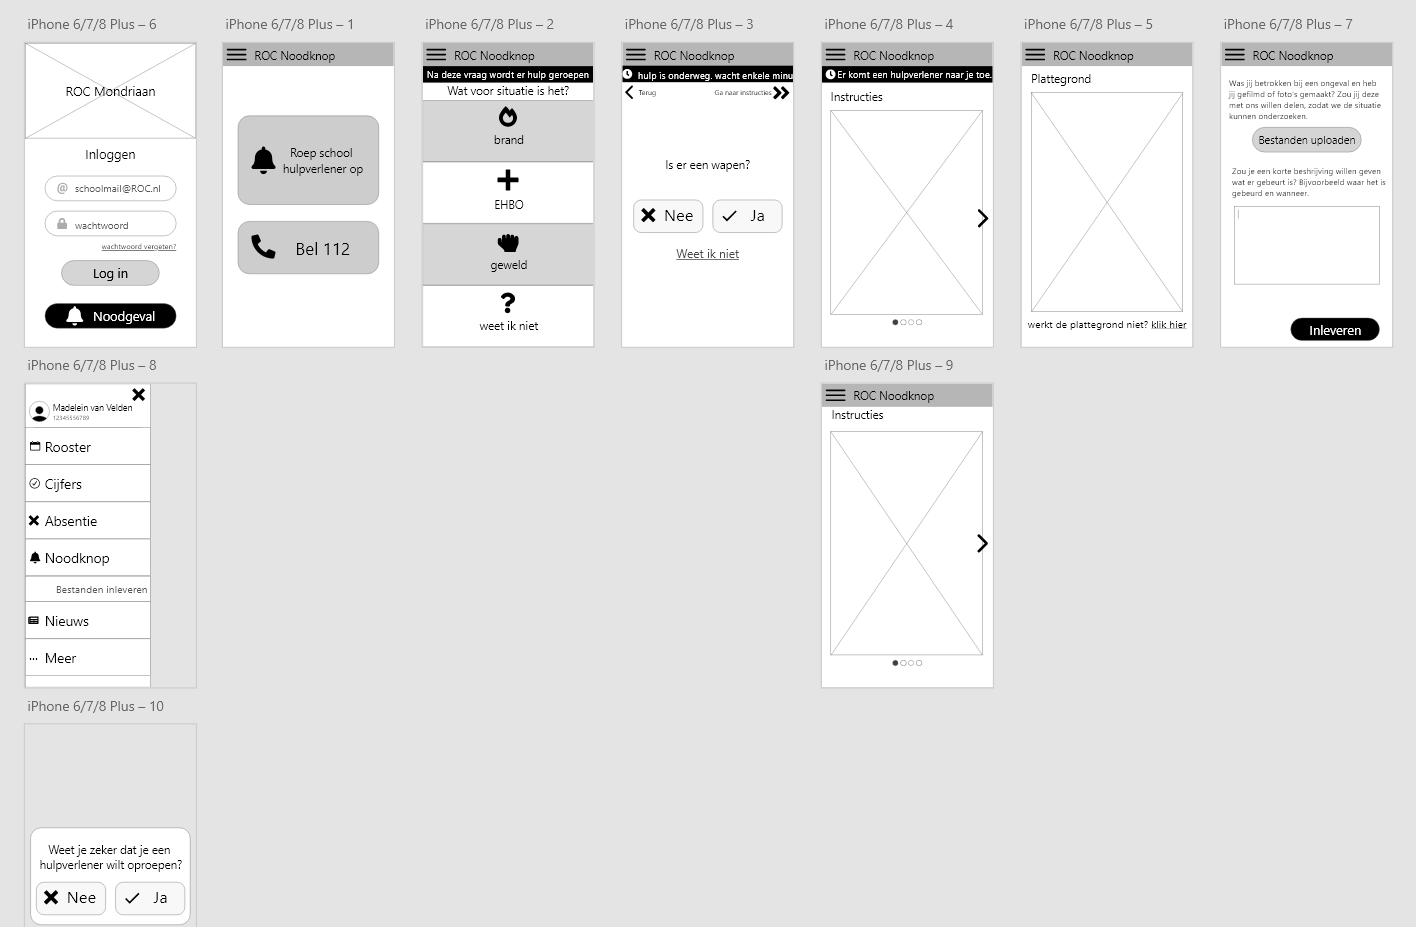 iPhone 6/7/8 Plus – 6
ROC Mondriaan
Inloggen
@ schoolmail@ROC.nl
wachtwoord
wachtwoord vergeten?
Log in
Noodgeval
iPhone 6/7/8 Plus – 1
ROC Noodknop
Roep school
hulpverlener op
Bel 112
iPhone 6/7/8 Plus – 2
ROC Noodknop
Na deze vraag wordt er hulp geroepen
Wat voor situatie is het?
brand
EHBO
geweld
?
weet ik niet
iPhone 6/7/8 Plus – 3
ROC Noodknop
hulp is onderweg. wacht enkele minu
Terug
Ga naar instructies
Is er een wapen?
Nee
Ja
Weet ik niet
iPhone 6/7/8 Plus – 4
ROC Noodknop
Er komt een hulpverlener naar je toe.
Instructies
iPhone 6/7/8 Plus – 5
ROC Noodknop
Plattegrond
werkt de plattegrond niet? klik hier
iPhone 6/7/8 Plus – 7
ROC Noodknop
Was jij betrokken bij een ongeval en heb
jij gefilmd of foto's gemaakt? Zou jij deze
met ons willen delen, zodat we de situatie
kunnen onderzoeken.
Bestanden uploaden
Zou je een korte beshrijving willen geven
wat er gebeurt is? Bijvoorbeeld waar het is
gebeurd en wanneer.
Inleveren
iPhone 6/7/8 Plus – 8
Madelein van Velden
12345556789
Rooster
Cijfers
Absentie
Noodknop
Bestanden inleveren
Nieuws
Meer
iPhone 6/7/8 Plus – 9
ROC Noodknop
Instructies
iPhone 6/7/8 Plus – 10
Weet je zeker dat je een
hulpverlener wilt oproepen?
Nee
Ja